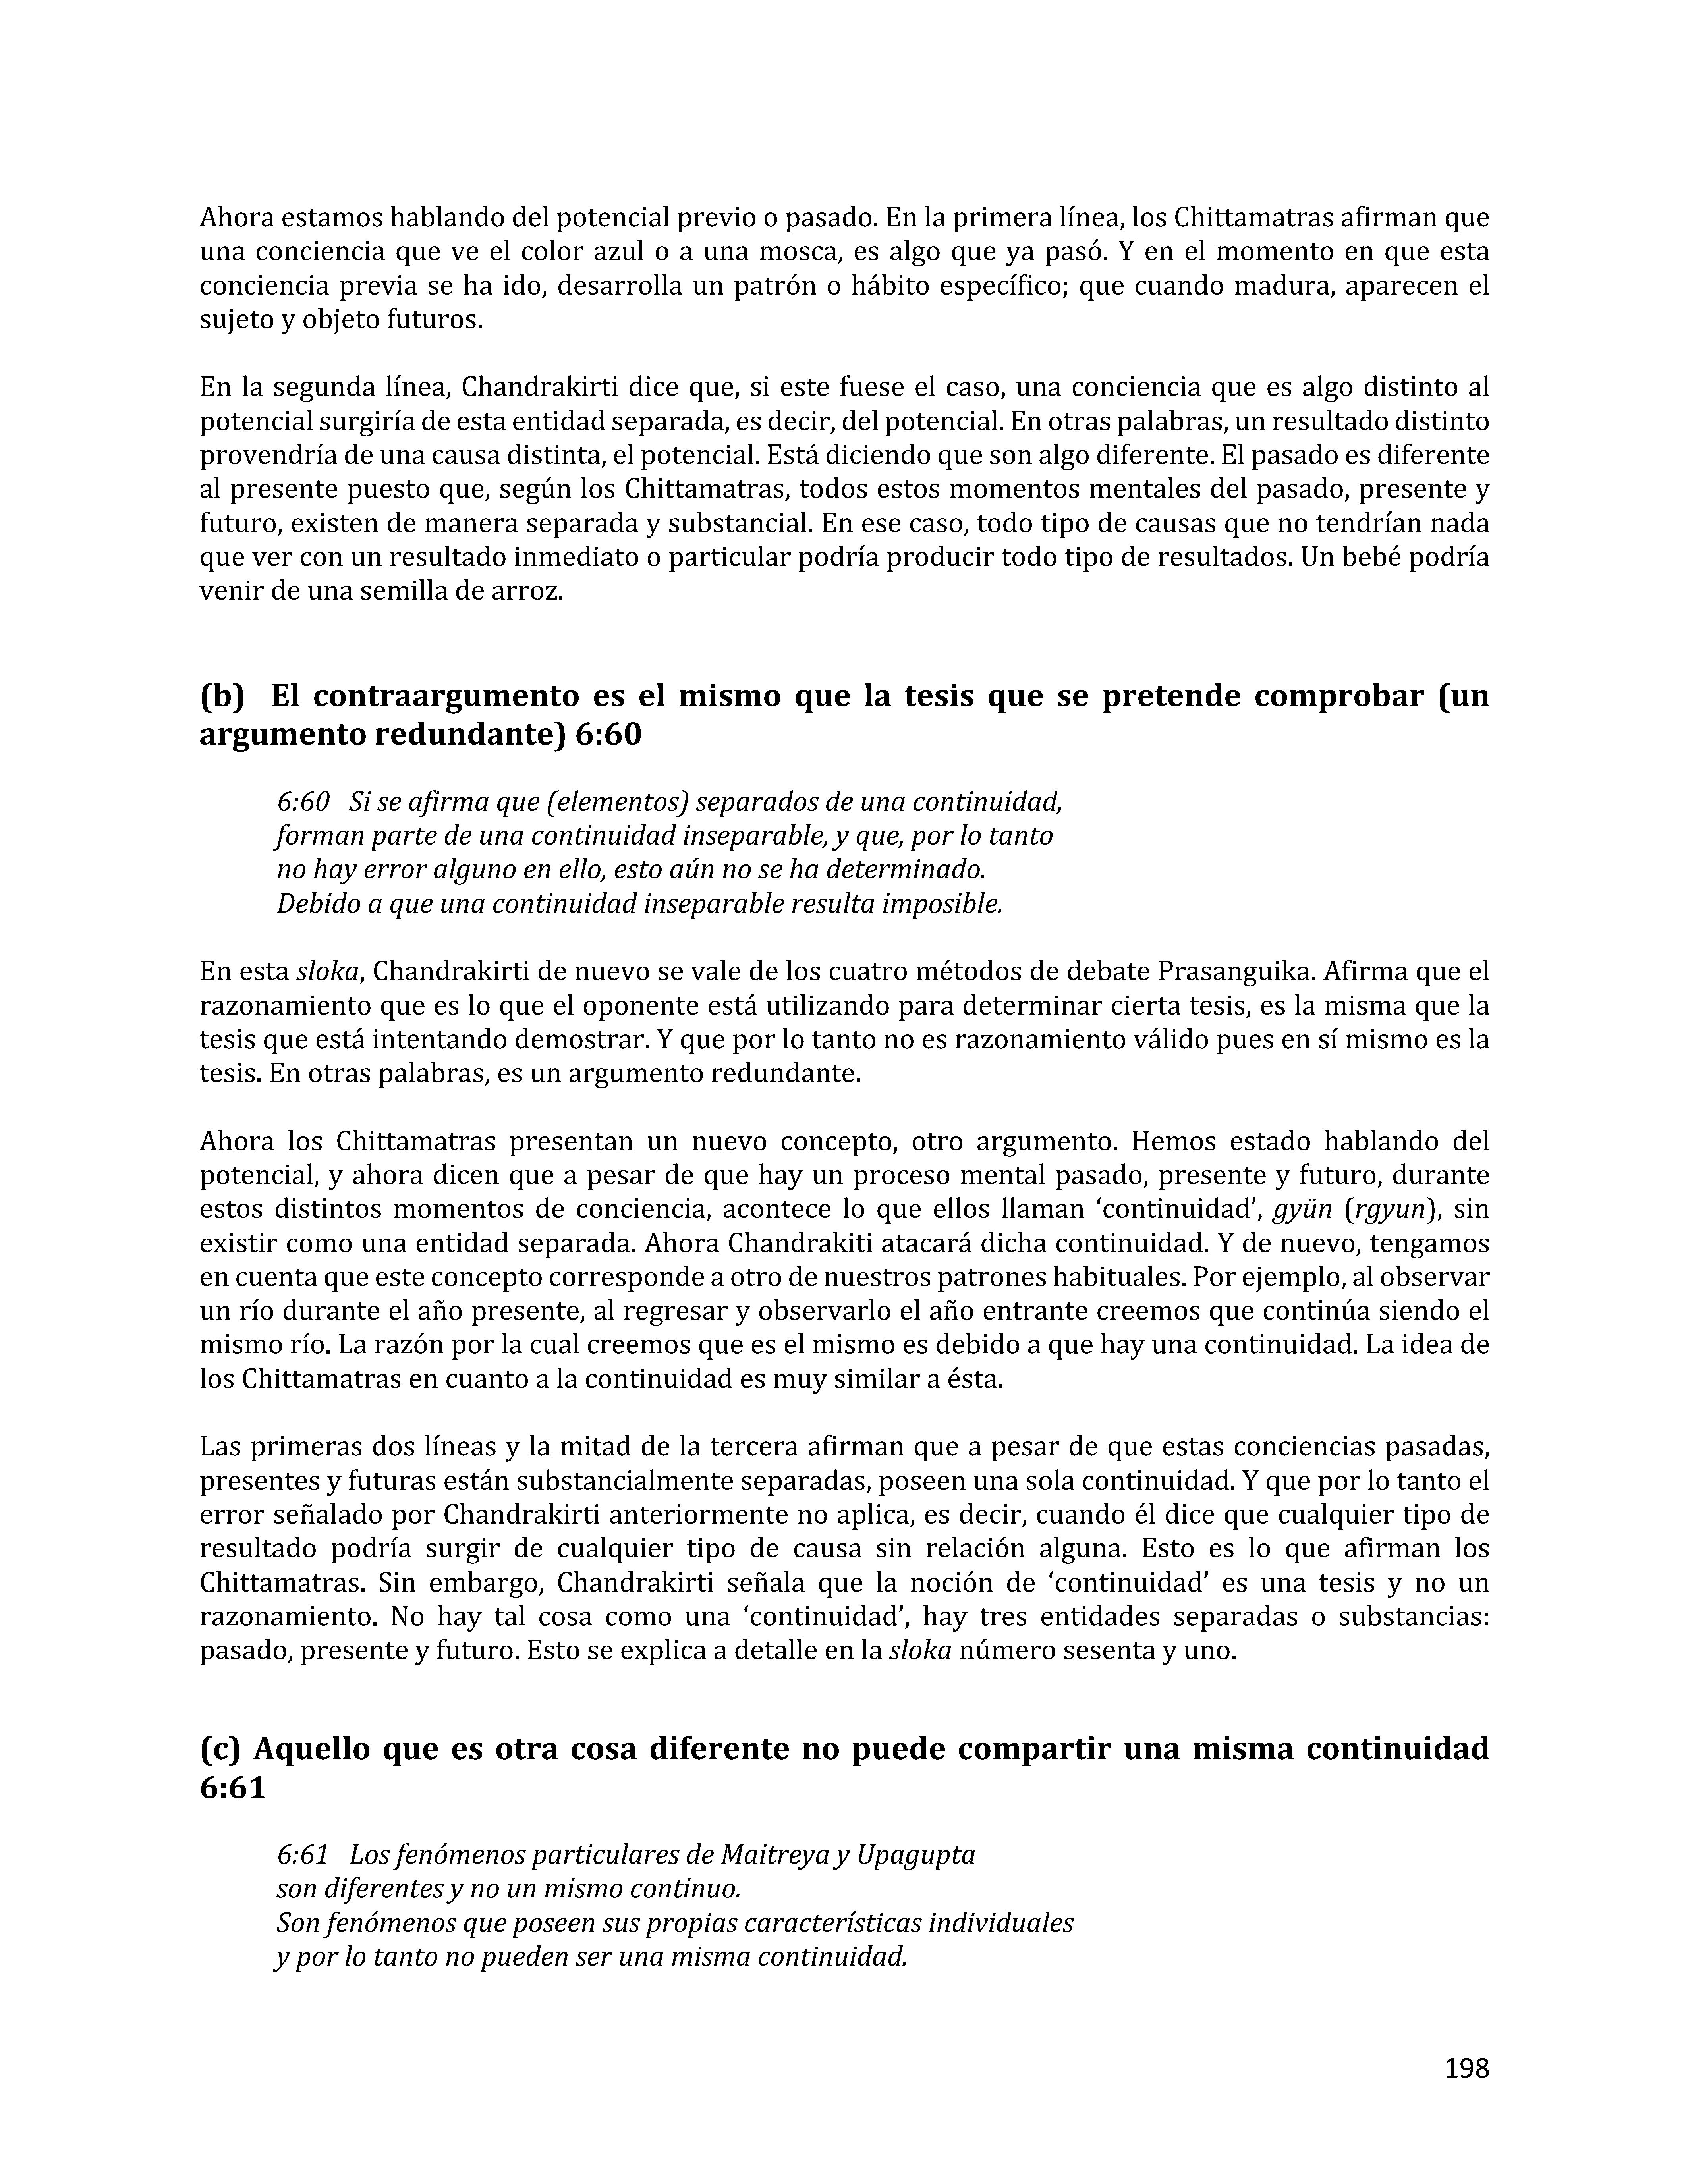 Ahora estamos hablando del potencial previo o pasado. En la primera línea, los Chittamatras afirman que
una conciencia que ve el color azul o a una mosca, es algo que ya pasó. Y en el momento en que esta
conciencia previa se ha ido, desarrolla un patrón o hábito específico; que cuando madura, aparecen el
sujeto y objeto futuros.
En la segunda línea, Chandrakirti dice que, si este fuese el caso, una conciencia que es algo distinto al
potencial surgiría de esta entidad separada, es decir, del potencial. En otras palabras, un resultado distinto
provendría de una causa distinta, el potencial. Está diciendo que son algo diferente. El pasado es diferente
al presente puesto que, según los Chittamatras, todos estos momentos mentales del pasado, presente y
futuro, existen de manera separada y substancial. En ese caso, todo tipo de causas que no tendrían nada
que ver con un resultado inmediato o particular podría producir todo tipo de resultados. Un bebé podría
venir de una semilla de arroz.
(b) El contraargumento es el mismo que la tesis que se pretende comprobar (un
argumento redundante) 6:60
6:60 Si se afirma que (elementos) separados de una continuidad,
forman parte de una continuidad inseparable, y que, por lo tanto
no hay error alguno en ello, esto aún no se ha determinado.
Debido a que una continuidad inseparable resulta imposible.
En esta sloka, Chandrakirti de nuevo se vale de los cuatro métodos de debate Prasanguika. Afirma que el
razonamiento que es lo que el oponente está utilizando para determinar cierta tesis, es la misma que la
tesis que está intentando demostrar. Y que por lo tanto no es razonamiento válido pues en sí mismo es la
tesis. En otras palabras, es un argumento redundante.
Ahora los Chittamatras presentan un nuevo concepto, otro argumento. Hemos estado hablando del
potencial, y ahora dicen que a pesar de que hay un proceso mental pasado, presente y futuro, durante
estos distintos momentos de conciencia, acontece lo que ellos llaman ‘continuidad’, gyün (rgyun), sin
existir como una entidad separada. Ahora Chandrakiti atacará dicha continuidad. Y de nuevo, tengamos
en cuenta que este concepto corresponde a otro de nuestros patrones habituales. Por ejemplo, al observar
un río durante el año presente, al regresar y observarlo el año entrante creemos que continúa siendo el
mismo río. La razón por la cual creemos que es el mismo es debido a que hay una continuidad. La idea de
los Chittamatras en cuanto a la continuidad es muy similar a ésta.
Las primeras dos líneas y la mitad de la tercera afirman que a pesar de que estas conciencias pasadas,
presentes y futuras están substancialmente separadas, poseen una sola continuidad. Y que por lo tanto el
error señalado por Chandrakirti anteriormente no aplica, es decir, cuando él dice que cualquier tipo de
resultado podría surgir de cualquier tipo de causa sin relación alguna. Esto es lo que afirman los
Chittamatras. Sin embargo, Chandrakirti señala que la noción de ‘continuidad’ es una tesis y no un
razonamiento. No hay tal cosa como una ‘continuidad’, hay tres entidades separadas o substancias:
pasado, presente y futuro. Esto se explica a detalle en la sloka número sesenta y uno.
(c) Aquello que es otra cosa diferente no puede compartir una misma continuidad
6:61
6:61 Los fenómenos particulares de Maitreya y Upagupta
son diferentes y no un mismo continuo.
Son fenómenos que poseen sus propias características individuales
y por lo tanto no pueden ser una misma continuidad.
198